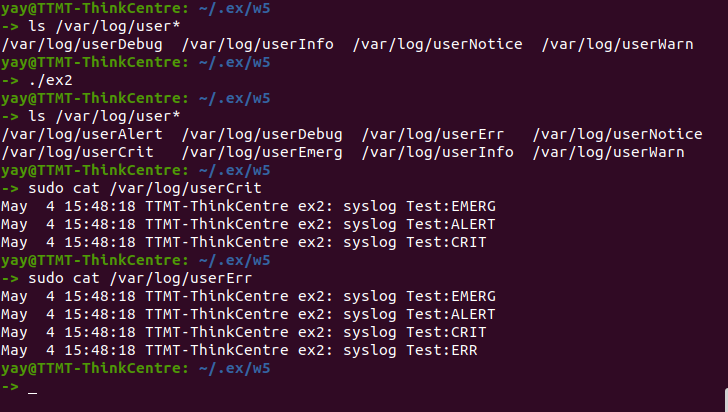 yay@TTMT-ThinkCentre: ~/.ex/w5
-> ls /var/log/user*
/var/log/userDebug  /var/log/userInfo  /var/log/userNotice  /var/log/userWarn
yay@TTMT-ThinkCentre: ~/.ex/w5
-> ./ex2
yay@TTMT-ThinkCentre: ~/.ex/w5
-> ls /var/log/user*
/var/log/userAlert  /var/log/userDebug  /var/log/userErr   /var/log/userNotice
/var/log/userCrit   /var/log/userEmerg  /var/log/userInfo  /var/log/userWarn
yay@TTMT-ThinkCentre: ~/.ex/w5
-> sudo cat /var/log/userCrit
May  4 15:48:18 TTMT-ThinkCentre ex2: syslog Test:EMERG
May  4 15:48:18 TTMT-ThinkCentre ex2: syslog Test:ALERT
May  4 15:48:18 TTMT-ThinkCentre ex2: syslog Test:CRIT
yay@TTMT-ThinkCentre: ~/.ex/w5
-> sudo cat /var/log/userErr
May  4 15:48:18 TTMT-ThinkCentre ex2: syslog Test:EMERG
May  4 15:48:18 TTMT-ThinkCentre ex2: syslog Test:ALERT
May  4 15:48:18 TTMT-ThinkCentre ex2: syslog Test:CRIT
May  4 15:48:18 TTMT-ThinkCentre ex2: syslog Test:ERR
yay@TTMT-ThinkCentre: ~/.ex/w5
-> _